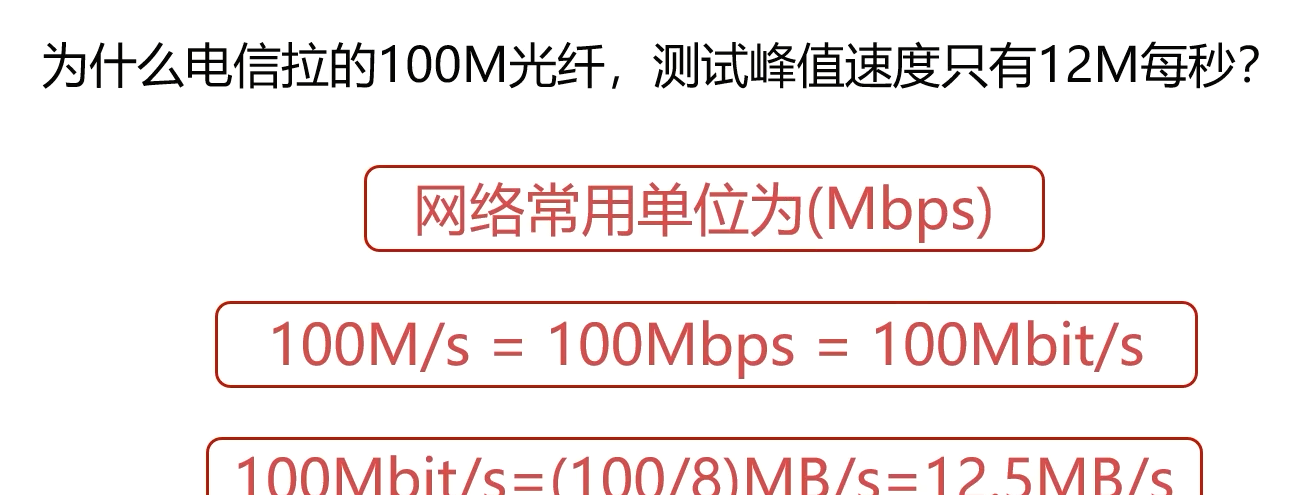 为什么电信拉的100M光纤，测试峰值速度只有12M每秒？
网络常用单位为(Mbps)
100M/s = 100Mbps = 100Mbit/s
100Mbit/s=(100/8)MB/s=12.5MB/s